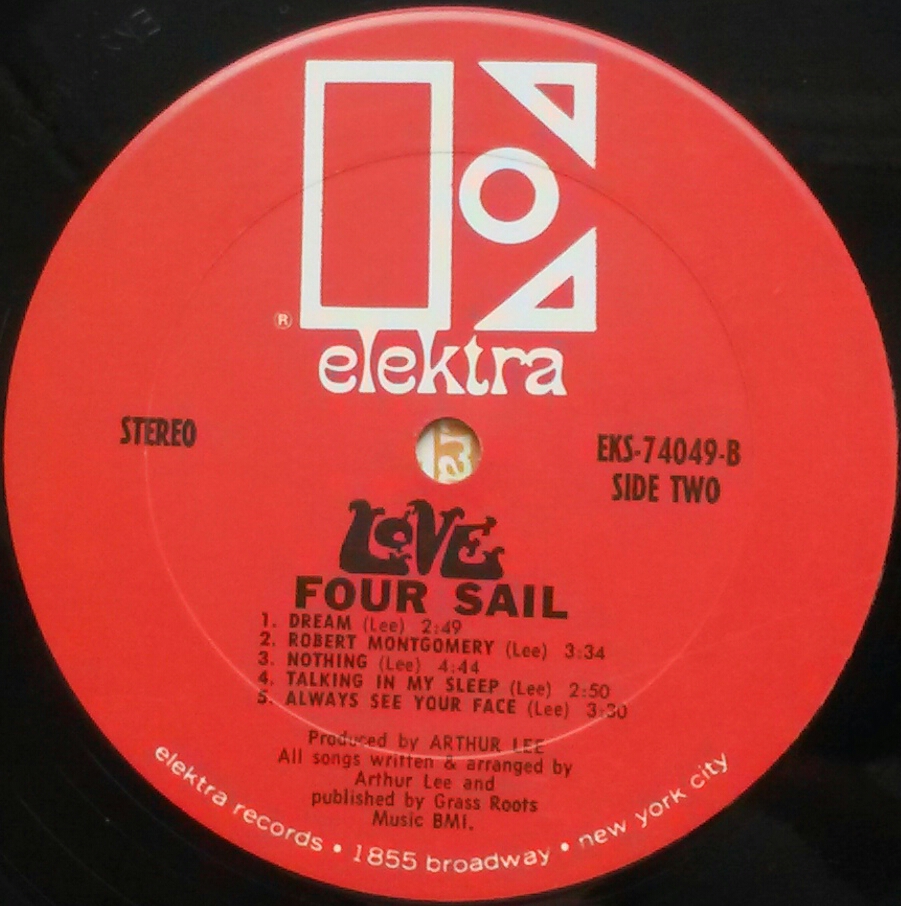 ®
elektra
STEREO
EKS-74049-B
SIDE TWO
LOVE
FOUR SAIL
1. DREAM (Lee) 2:49
2. ROBERT MONTGOMERY (Lee) 3:34
3. NOTHING (Lee) 4:44
4. TALKING IN MY SLEEP (Lee) 2:50
5. ALWAYS SEE YOUR FACE (Lee) 3:30
Produced by ARTHUR LEE
All songs written & arranged by
Arthur Lee and
published by Grass Roots
Music BMI.
elektra records • 1855 broadway • new york city